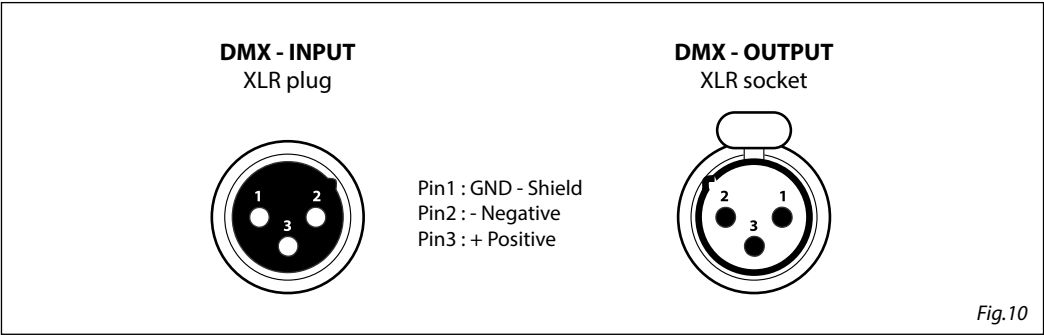 DMX - INPUT
XLR plug
1
2
3
Pin1 : GND - Shield
Pin2 : - Negative
Pin3 : + Positive
DMX - OUTPUT
XLR socket
2
1
3
Fig.10